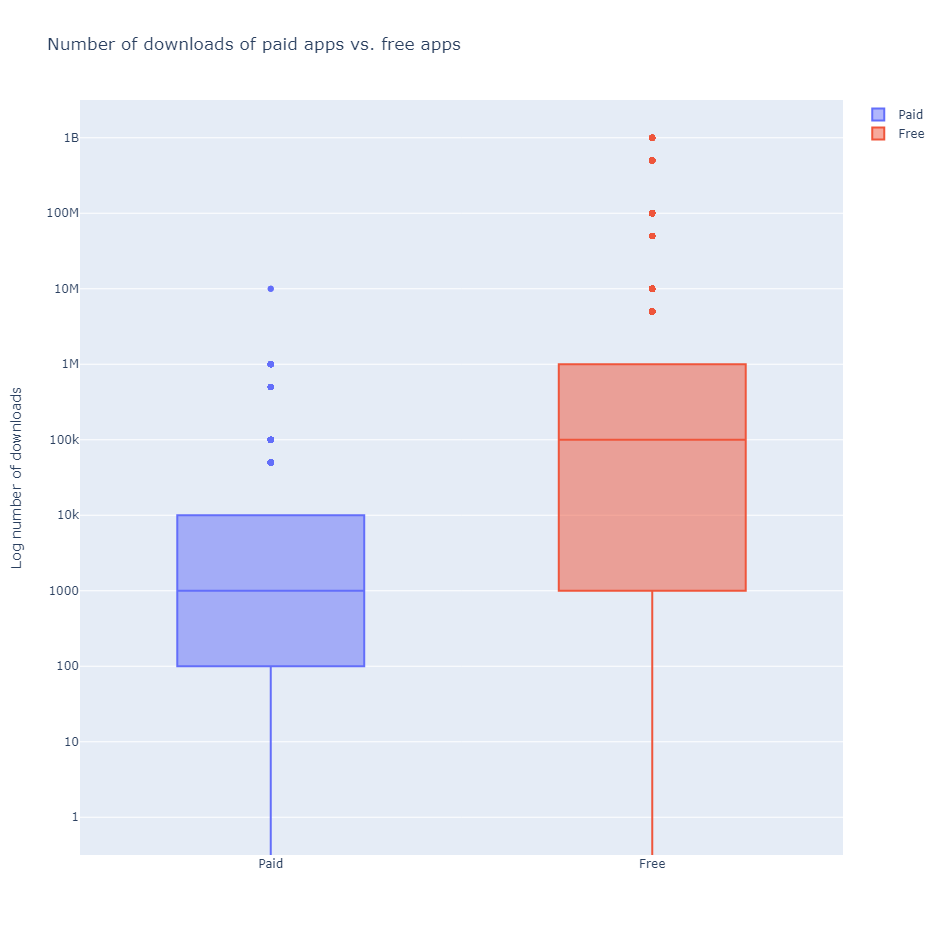 Number of downloads of paid apps vs. free apps
Paid
Free
Log number of downloads
1B
100M
10M
1M
100k
10k
1000
100
10
1
Paid
Free